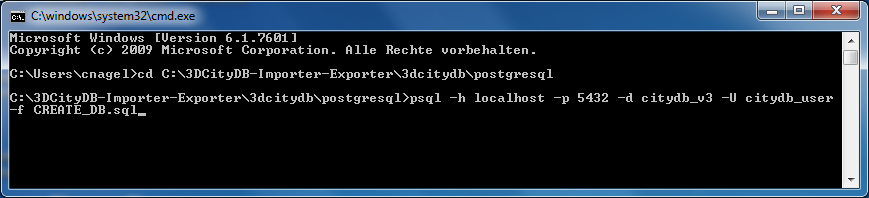 C:\windows\system32\cmd.exe
Microsoft Windows [Version 6.1.7601]
Copyright (c) 2009 Microsoft Corporation. Alle Rechte vorbehalten.
C:\Users\cnagel>cd C:\3DCityDB-Importer-Exporter\3dcitydb\postgresql
C:\3DCityDB-Importer-Exporter\3dcitydb\postgresql>psql -h localhost -p 5432 -d citydb_v3 -U citydb_user
-f CREATE_DB.sql